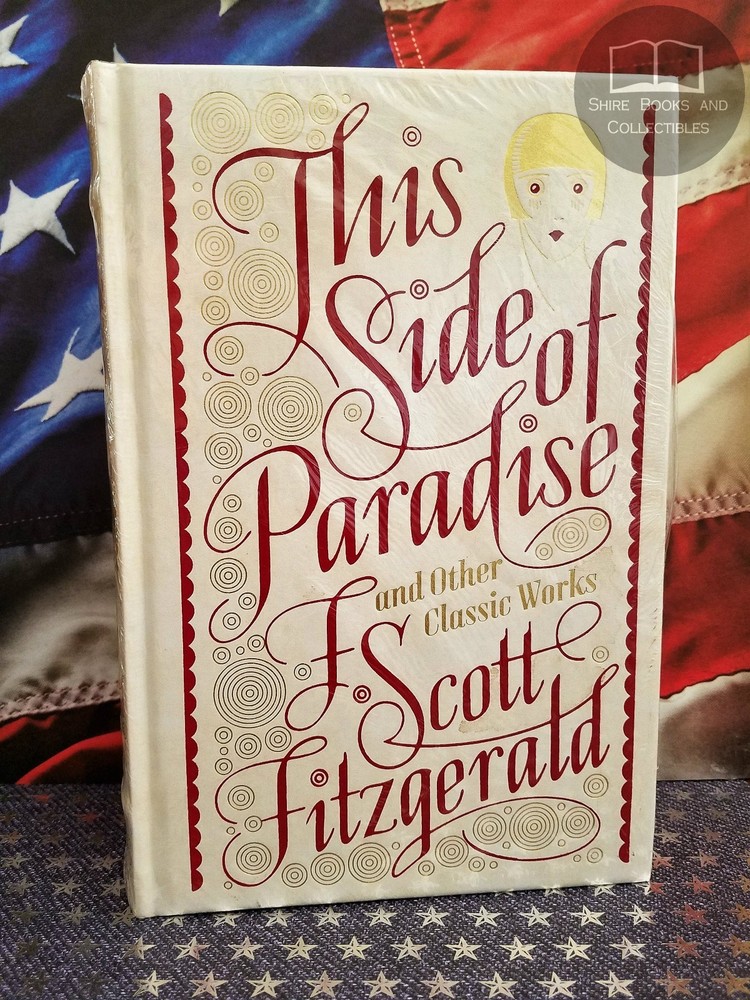 Shire Books and
Collectibles
This
Side of
Paradise
and Other
Classic Works
F. Scott
Fitzgerald